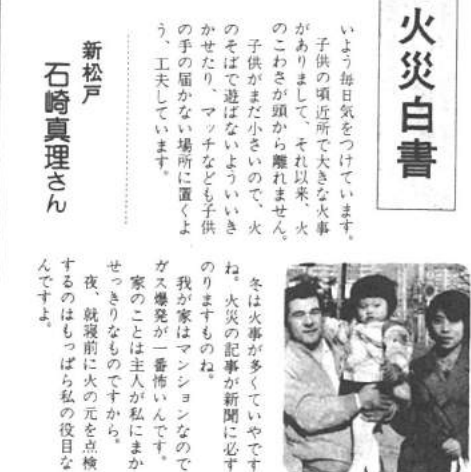 火災白書
いよう毎日気をつけています。
子供の頃近所で大きな火事
がありまして、それ以来、火
のこわさが頭から離れません。
子供がまだ小さいので、火
のそばで遊ばないよういいき
かせたり、マッチなども子供
の手の届かない場所に置くよ
う、工夫しています。
新松戸
石崎真理さん
冬は火事が多くていやです
ね。火災の記事が新聞に必ず
のりますものね。
我が家はマンションなので
ガス爆発が一番怖いんです。
家のことは主人が私にまか
せっきりなものですから。
夜、就寝前に火の元を点検
するのはもっぱら私の役目な
んですよ。